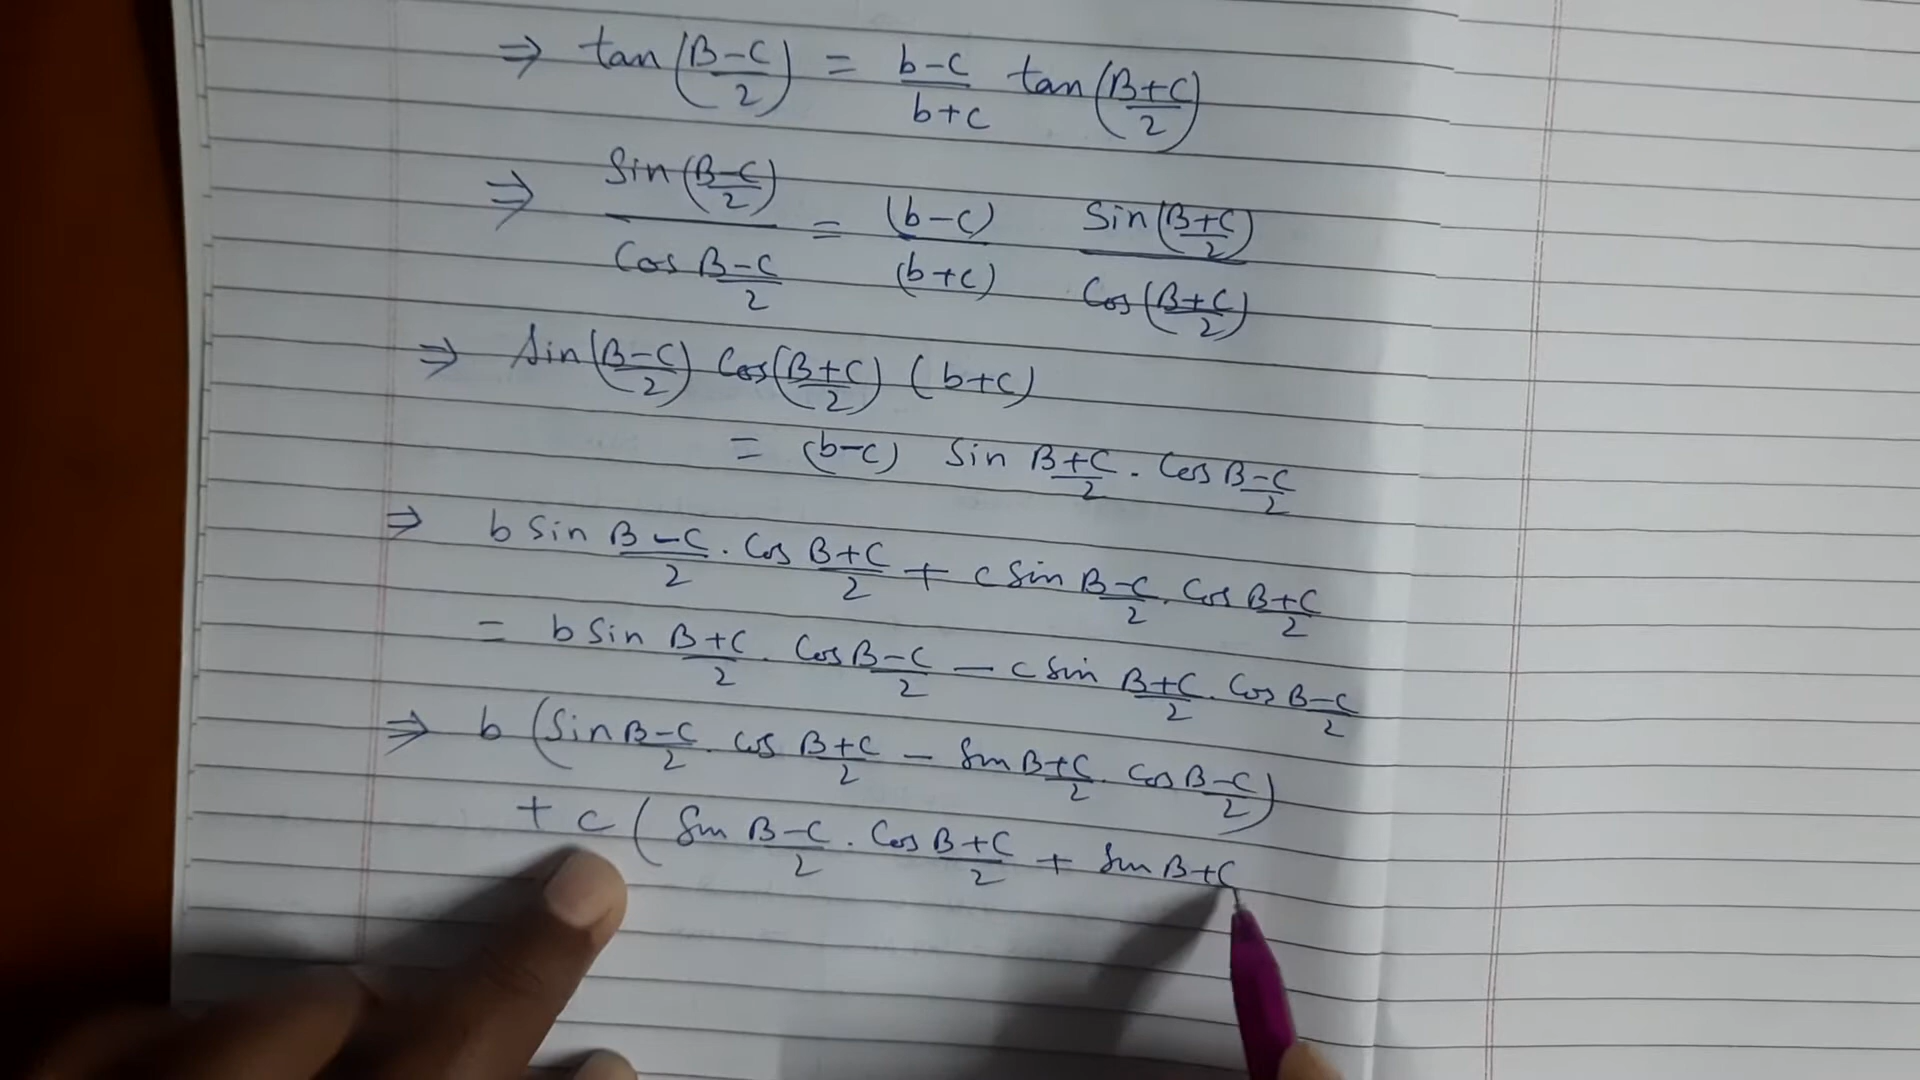 ⇒ tan((B-C)/2) = (b-c)/(b+c) tan((B+C)/2)
⇒ Sin((B-C)/2) / Cos (B-C)/2 = (b-c)/(b+c) Sin((B+C)/2) / Cos((B+C)/2)
⇒ Sin((B-C)/2) Cos((B+C)/2) (b+c)
= (b-c) Sin (B+C)/2 . Cos (B-C)/2
⇒ b Sin (B-C)/2 . Cos (B+C)/2 + c Sin (B-C)/2 . Cos (B+C)/2
= b Sin (B+C)/2 . Cos (B-C)/2 - c Sin (B+C)/2 . Cos (B-C)/2
⇒ b (Sin (B-C)/2 . Cos (B+C)/2 - Sin (B+C)/2 . Cos (B-C)/2)
+ c (Sin (B-C)/2 . Cos (B+C)/2 + Sin B+C